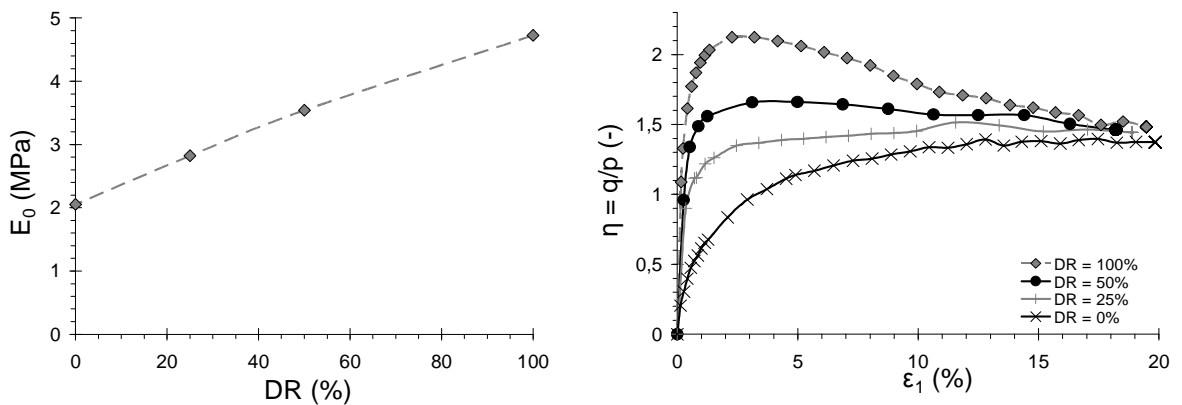 5
4
3
2
1
0
E₀ (MPa)
0 20 40 60 80 100
DR (%)
2
1.5
1
0,5
0
η = q/p (-)
DR = 100%
DR = 50%
DR = 25%
DR = 0%
0 5 10 15 20
ε₁ (%)